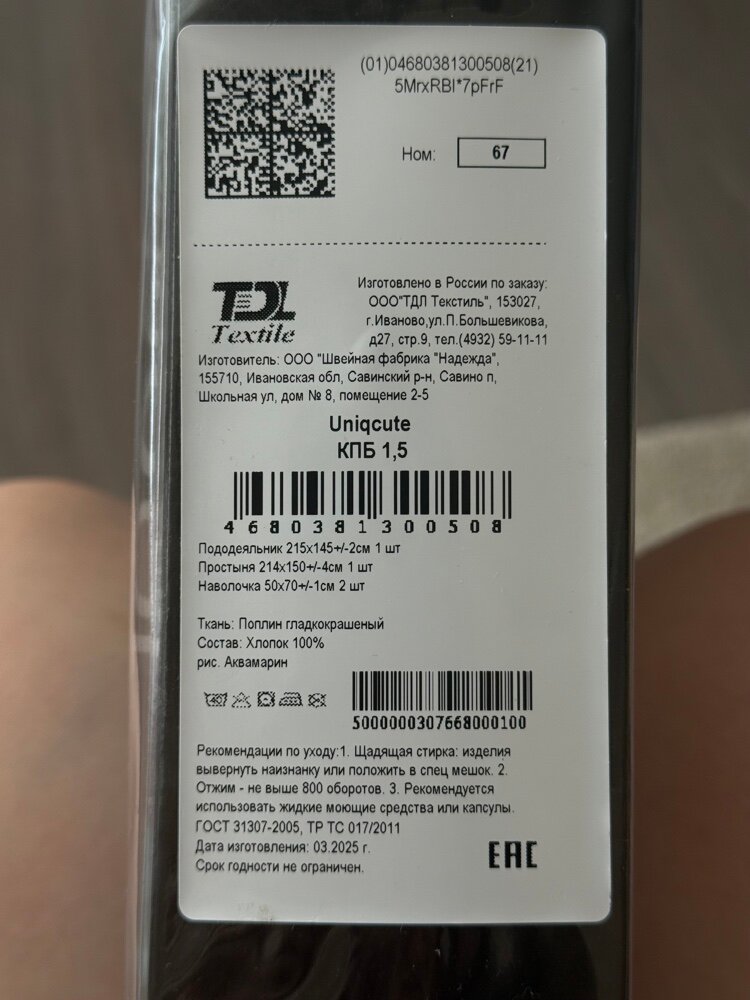 (01)04680381300508(21)
5MrxRBI*7pFrF
Ном: 67
TDL
Textile
Изготовлено в России по заказу:
ООО"ТДЛ Текстиль", 153027,
г.Иваново,ул.П.Большевикова,
д27, стр.9, тел.(4932) 59-11-11
Изготовитель: ООО "Швейная фабрика "Надежда",
155710, Ивановская обл, Савинский р-н, Савино п,
Школьная ул, дом № 8, помещение 2-5
Uniqcute
КПБ 1,5
4680381300508
Пододеяльник 215х145+/-2см 1 шт
Простыня 214х150+/-4см 1 шт
Наволочка 50х70+/-1см 2 шт
Ткань: Поплин гладкокрашеный
Состав: Хлопок 100%
рис. Аквамарин
40
5000000307668000100
Рекомендации по уходу:1. Щадящая стирка: изделия
вывернуть наизнанку или положить в спец мешок. 2.
Отжим - не выше 800 оборотов. 3. Рекомендуется
использовать жидкие моющие средства или капсулы.
ГОСТ 31307-2005, ТР ТС 017/2011
Дата изготовления: 03.2025 г.
Срок годности не ограничен.
EAC